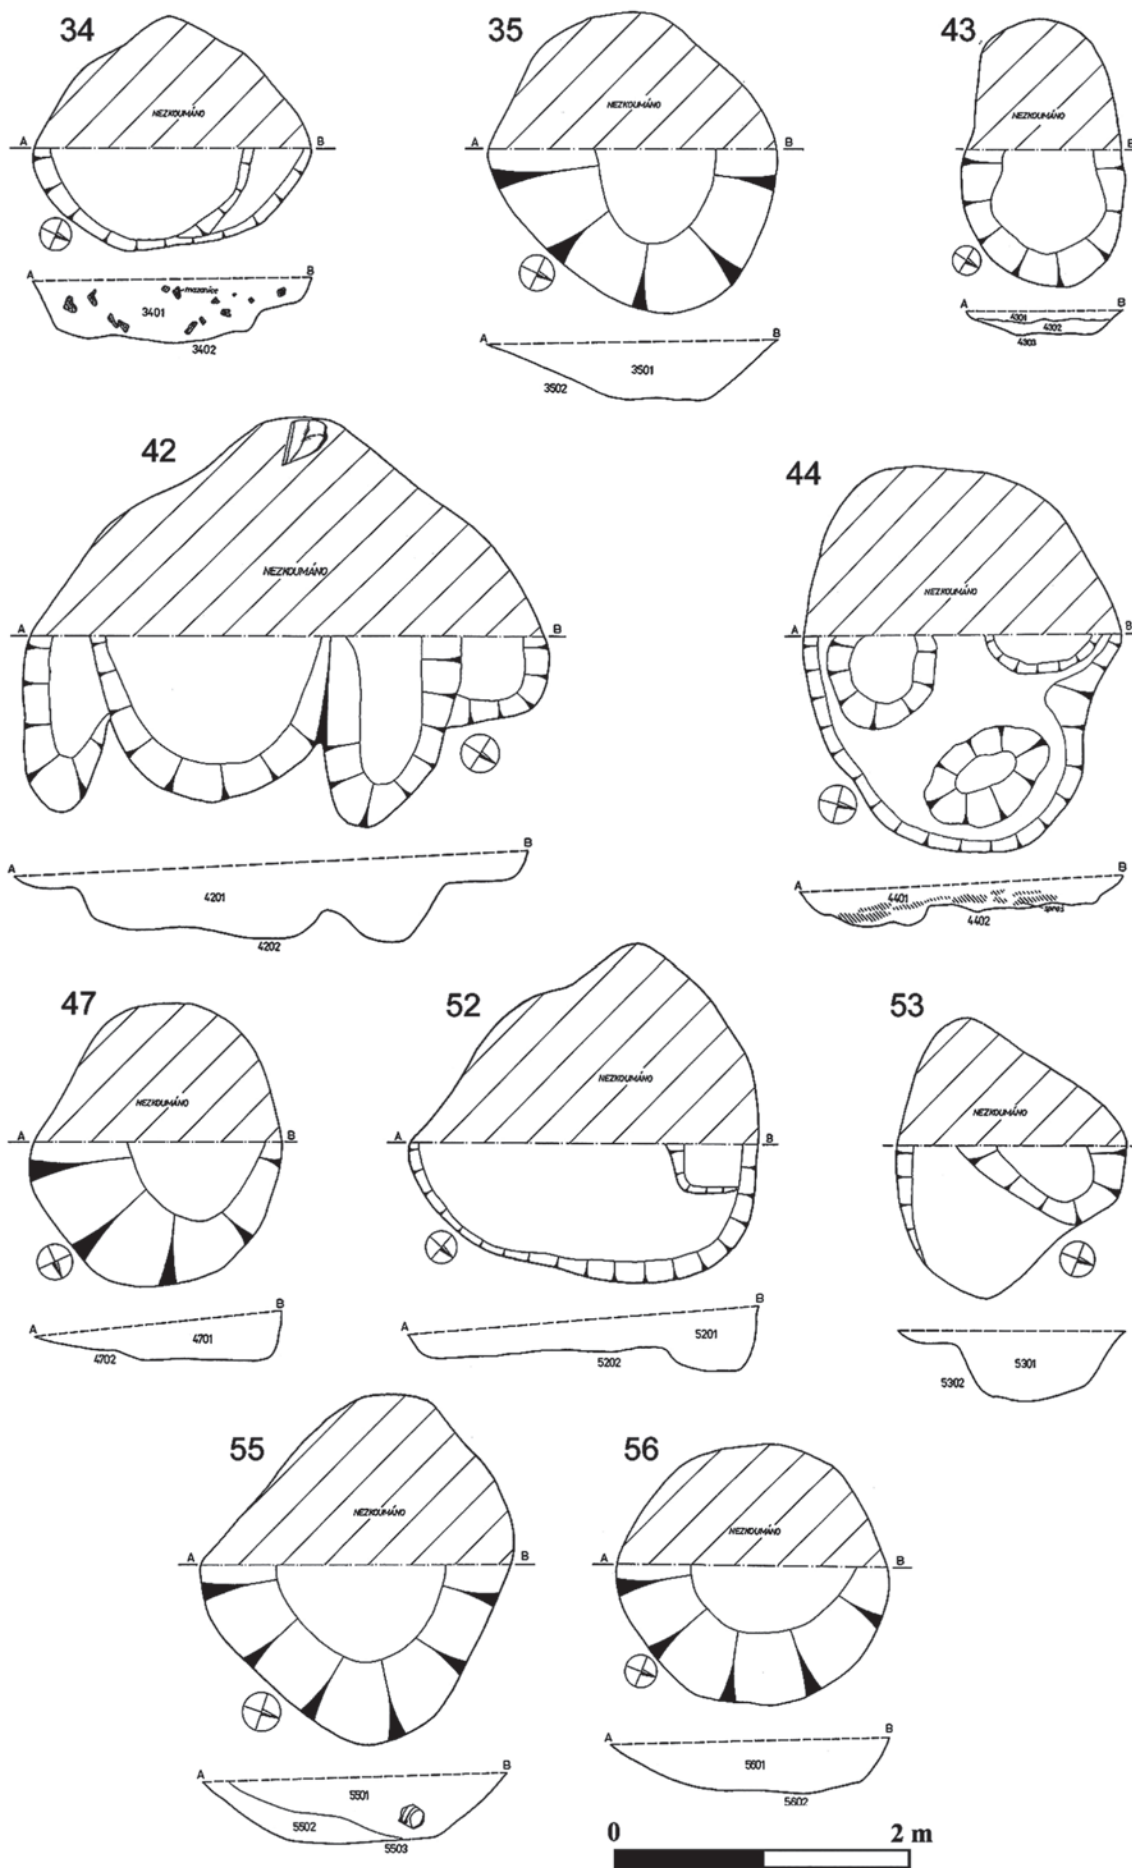 34
NEZKOUMÁNO
A B
A B
mazanice
3401
3402
35
NEZKOUMÁNO
A B
A B
3501
3502
43
NEZKOUMÁNO
A B
A B
4301
4302
4303
42
NEZKOUMÁNO
A B
A B
4201
4202
44
NEZKOUMÁNO
A B
A B
4401
4402
47
NEZKOUMÁNO
A B
A B
4701
4702
52
NEZKOUMÁNO
A B
A B
5201
5202
53
NEZKOUMÁNO
A B
5301
5302
55
NEZKOUMÁNO
A B
A B
5501
5502
5503
56
NEZKOUMÁNO
A B
A B
5601
5602
0 2 m